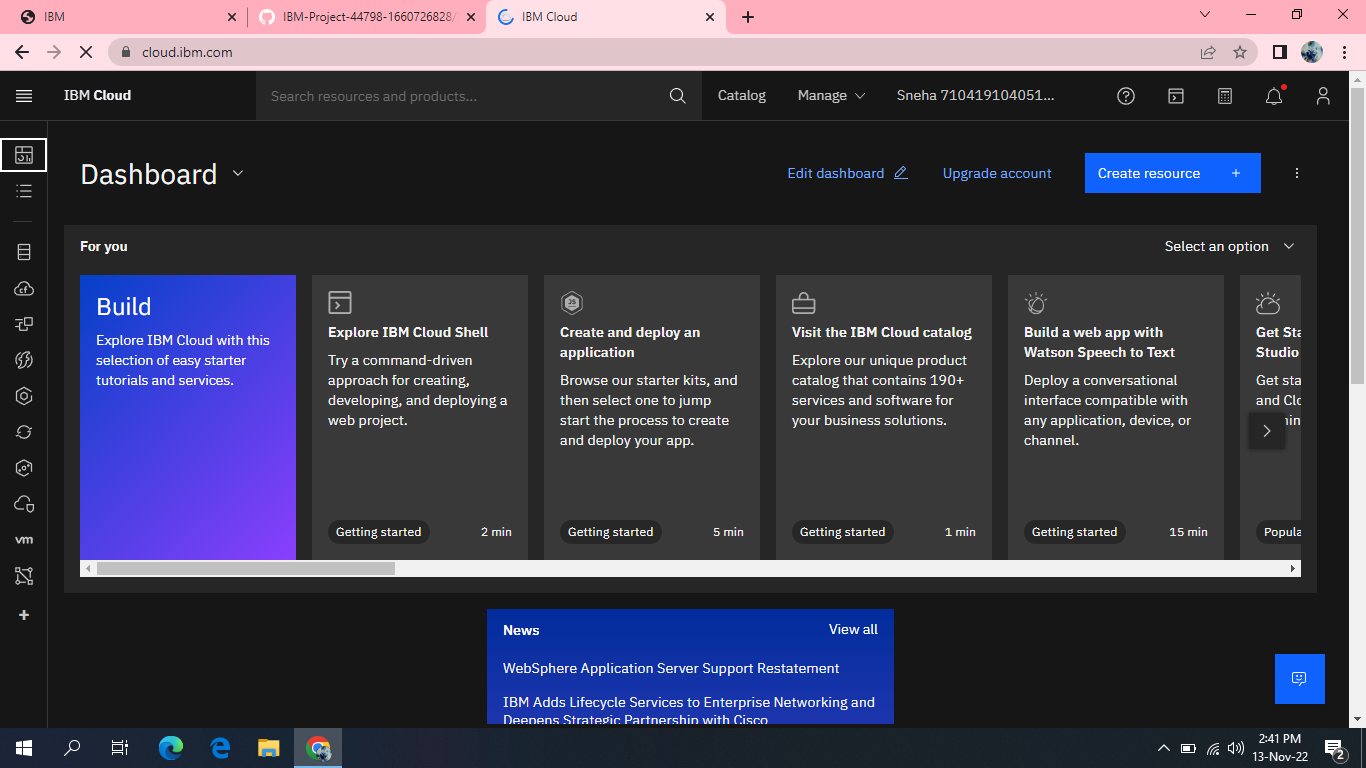 IBM
IBM-Project-44798-1660726828/
IBM Cloud
cloud.ibm.com
IBM Cloud
Search resources and products...
Catalog
Manage
Sneha 710419104051...
Dashboard
Edit dashboard
Upgrade account
Create resource +
For you
Select an option
Build
Explore IBM Cloud with this
selection of easy starter
tutorials and services.
Explore IBM Cloud Shell
Try a command-driven
approach for creating,
developing, and deploying a
web project.
Getting started
2 min
JS
Create and deploy an
application
Browse our starter kits, and
then select one to jump
start the process to create
and deploy your app.
Getting started
5 min
Visit the IBM Cloud catalog
Explore our unique product
catalog that contains 190+
services and software for
your business solutions.
Getting started
1 min
Build a web app with
Watson Speech to Text
Deploy a conversational
interface compatible with
any application, device, or
channel.
Getting started
15 min
Get Sta
Studio
Get sta
and Clo
in
Popula
cf
vm
News
View all
WebSphere Application Server Support Restatement
IBM Adds Lifecycle Services to Enterprise Networking and
Deepens Strategic Partnership with Cisco
2:41 PM
13-Nov-22
2